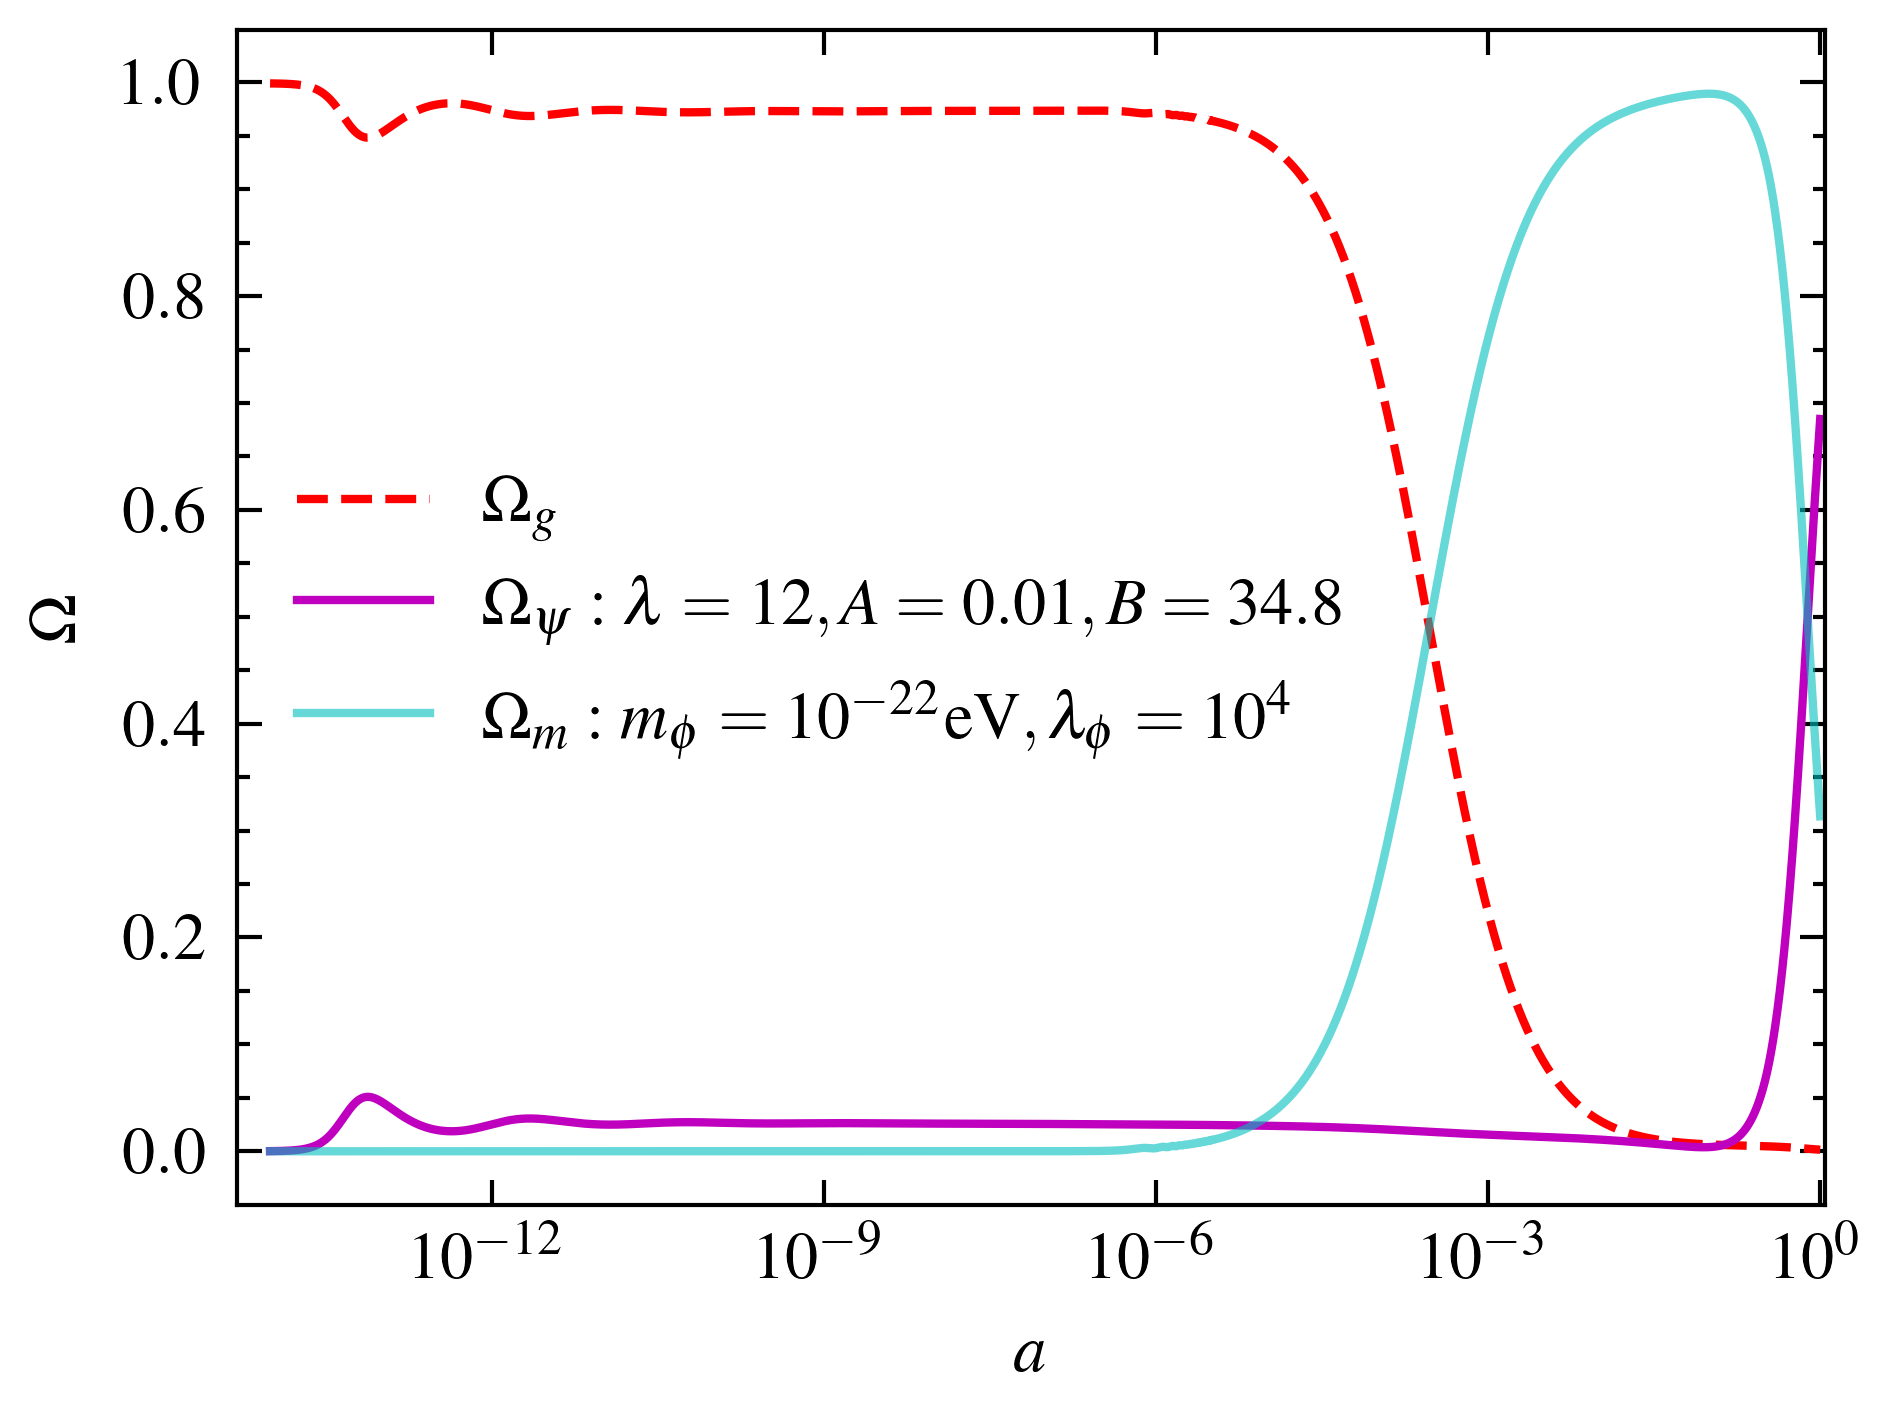 1.0
0.8
0.6
0.4
0.2
0.0
Ω
Ω_g
Ω_ψ : λ = 12, A = 0.01, B = 34.8
Ω_m : m_ϕ = 10^{−22}eV, λ_ϕ = 10^4
10^{−12} 10^{−9} 10^{−6} 10^{−3} 10^0
a